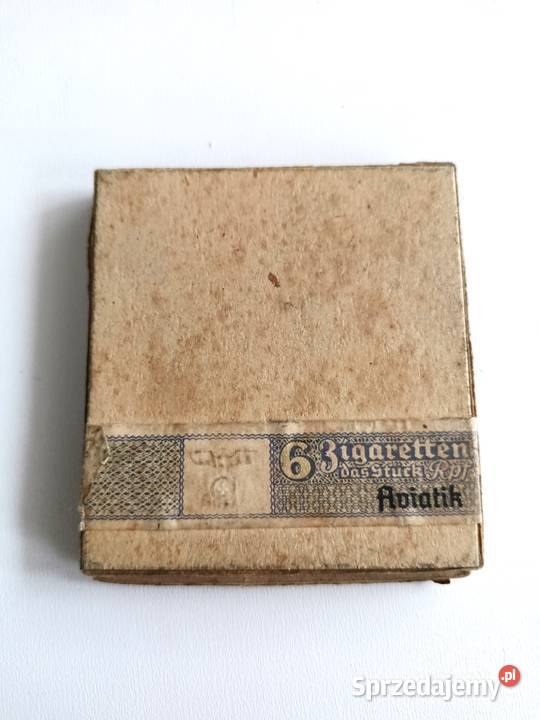 6 Zigaretten
das Stück Rpf
Aviatik
Sprzedajemy.pl